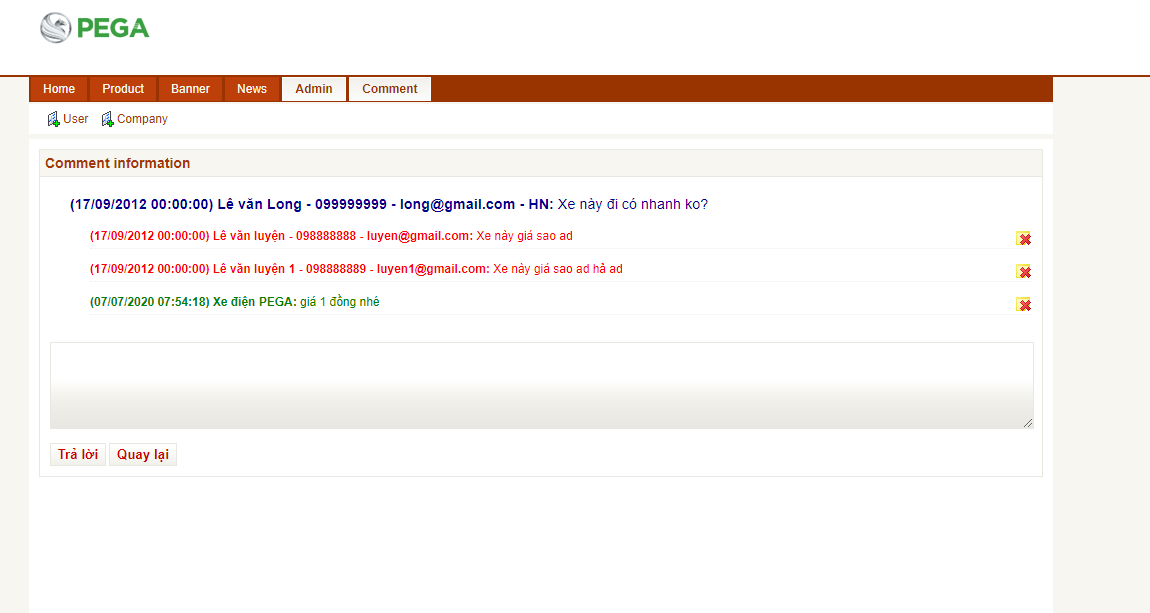 PEGA
Home Product Banner News Admin Comment
User Company
Comment information
(17/09/2012 00:00:00) Lê văn Long - 099999999 - long@gmail.com - HN: Xe này đi có nhanh ko?
(17/09/2012 00:00:00) Lê văn luyện - 098888888 - luyen@gmail.com: Xe này giá sao ad
(17/09/2012 00:00:00) Lê văn luyện 1 - 098888889 - luyen1@gmail.com: Xe này giá sao ad hả ad
(07/07/2020 07:54:18) Xe điện PEGA: giá 1 đồng nhé
Trả lời Quay lại